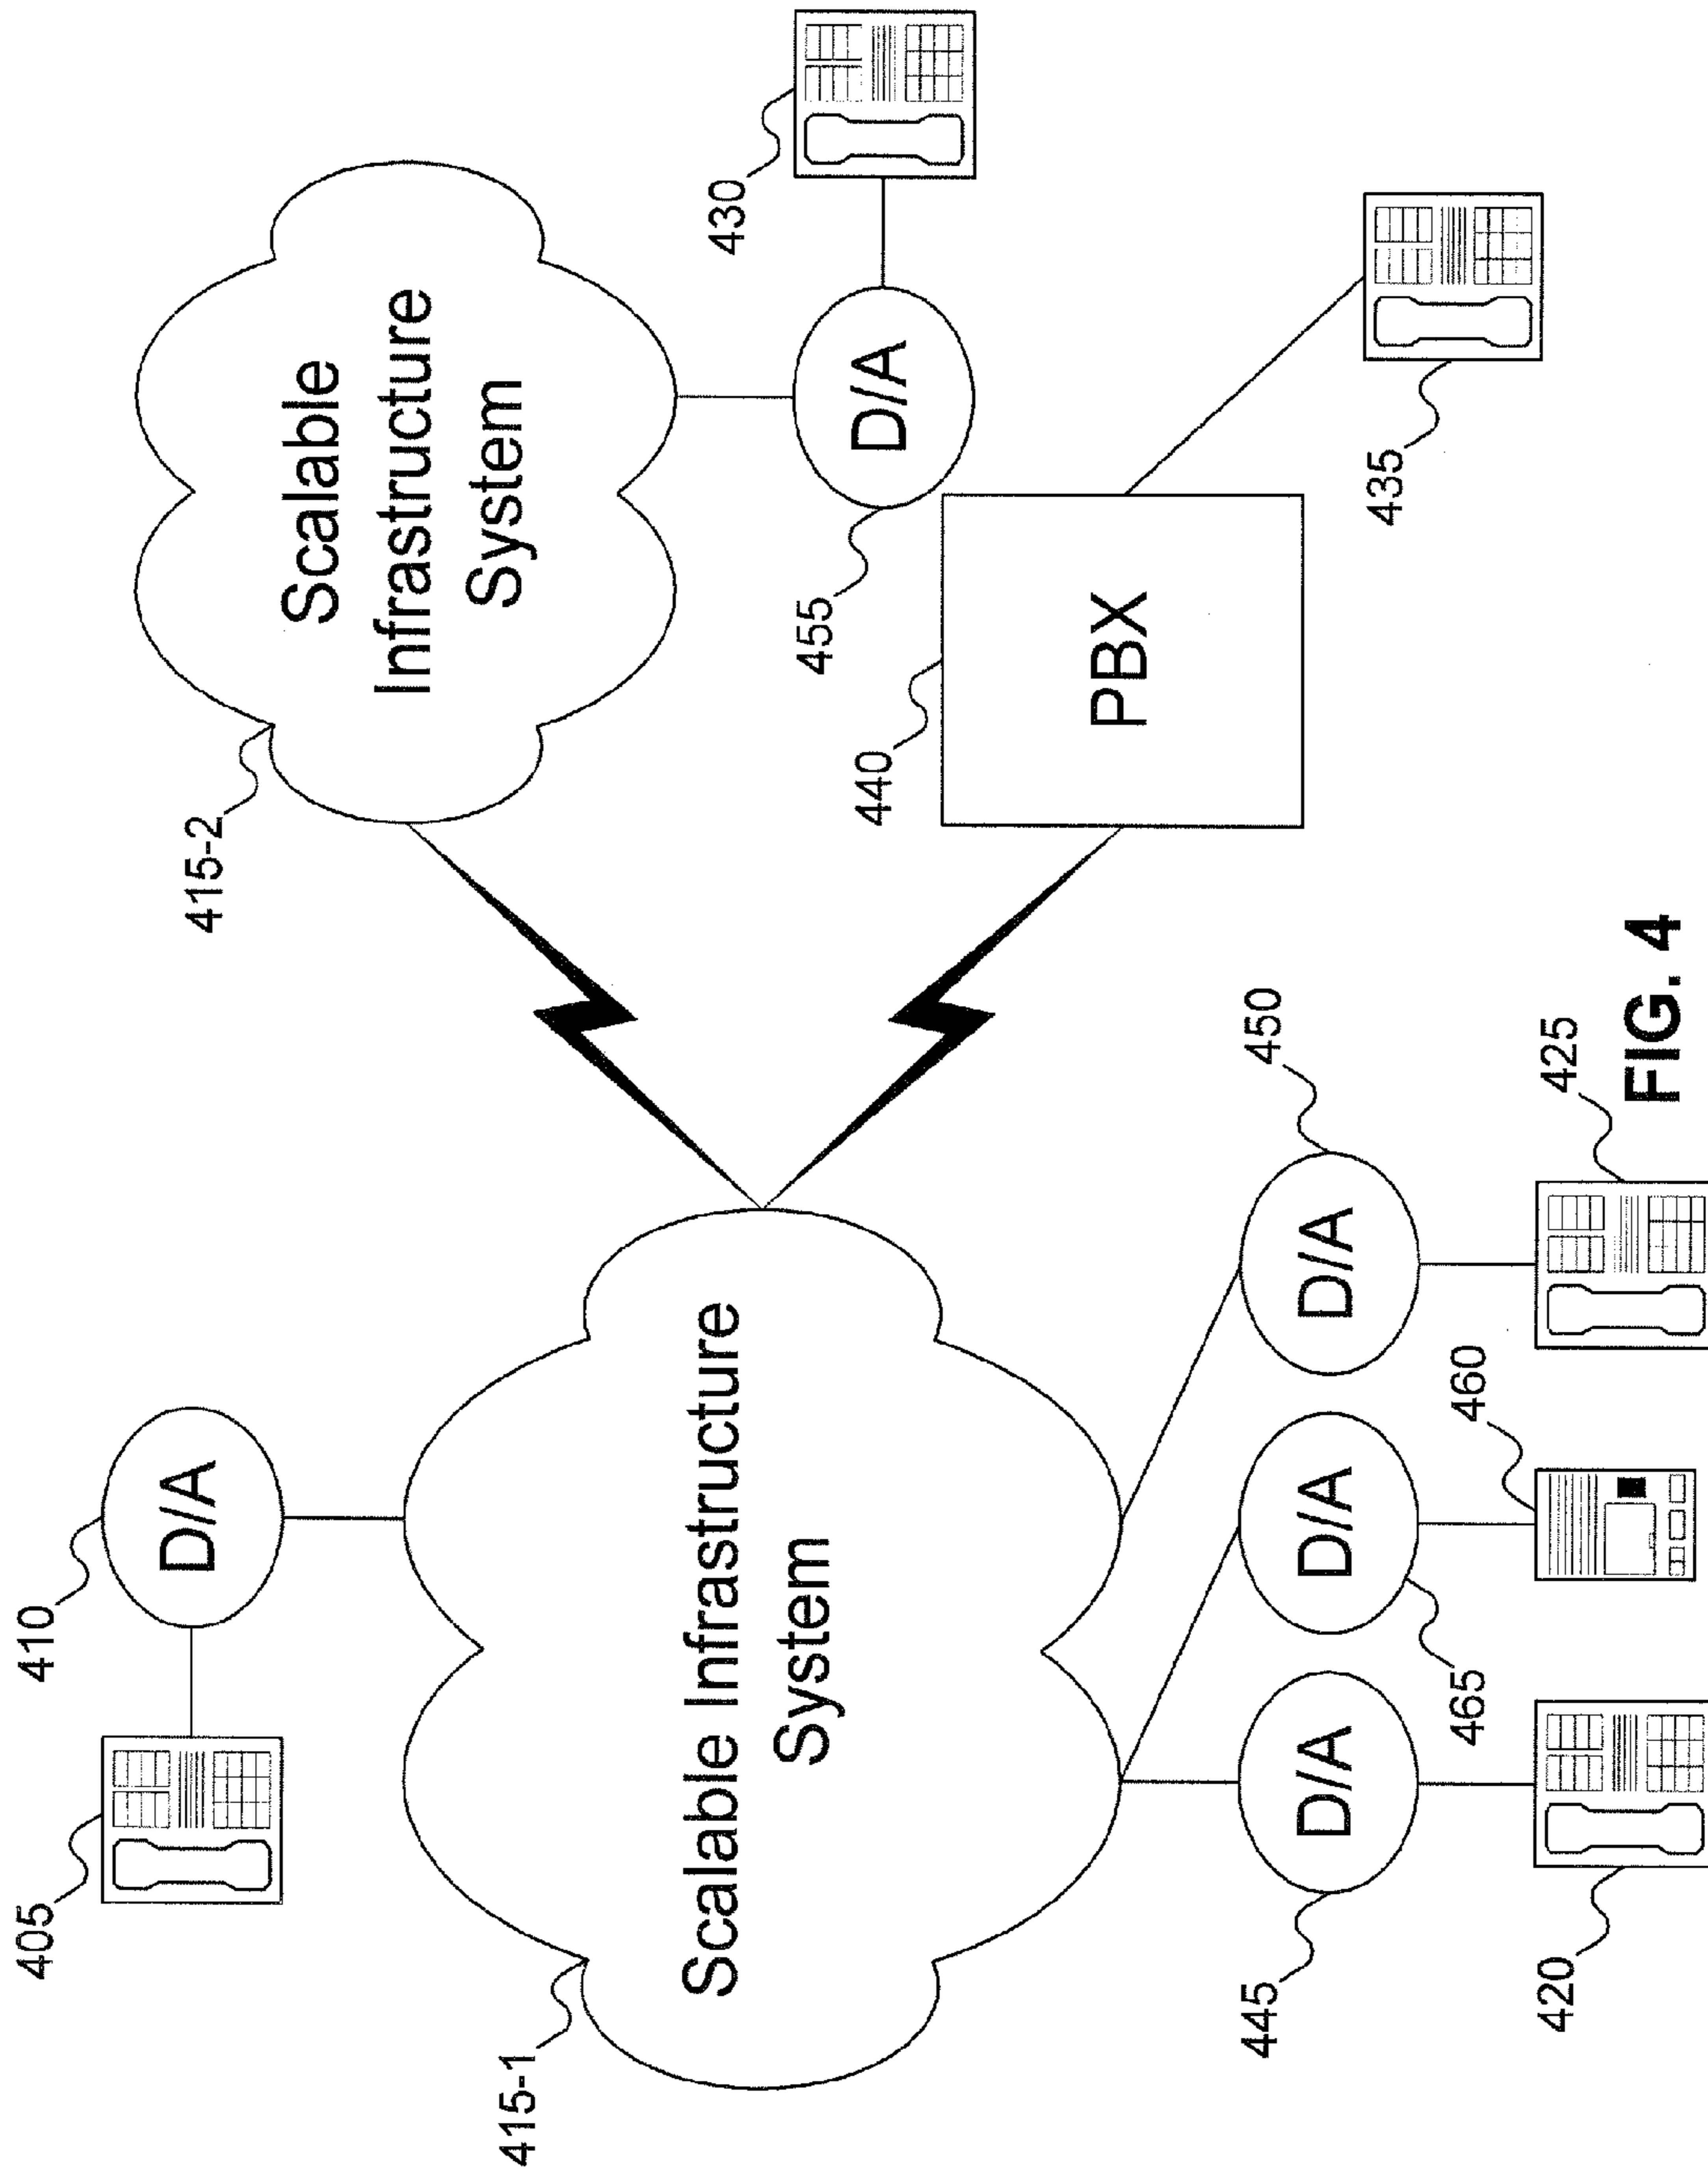 405
410
D/A
415-1
Scalable Infrastructure
System
415-2
Scalable
Infrastructure
System
430
455
D/A
440
PBX
435
445
450
D/A
D/A
D/A
465
460
420
425
FIG. 4